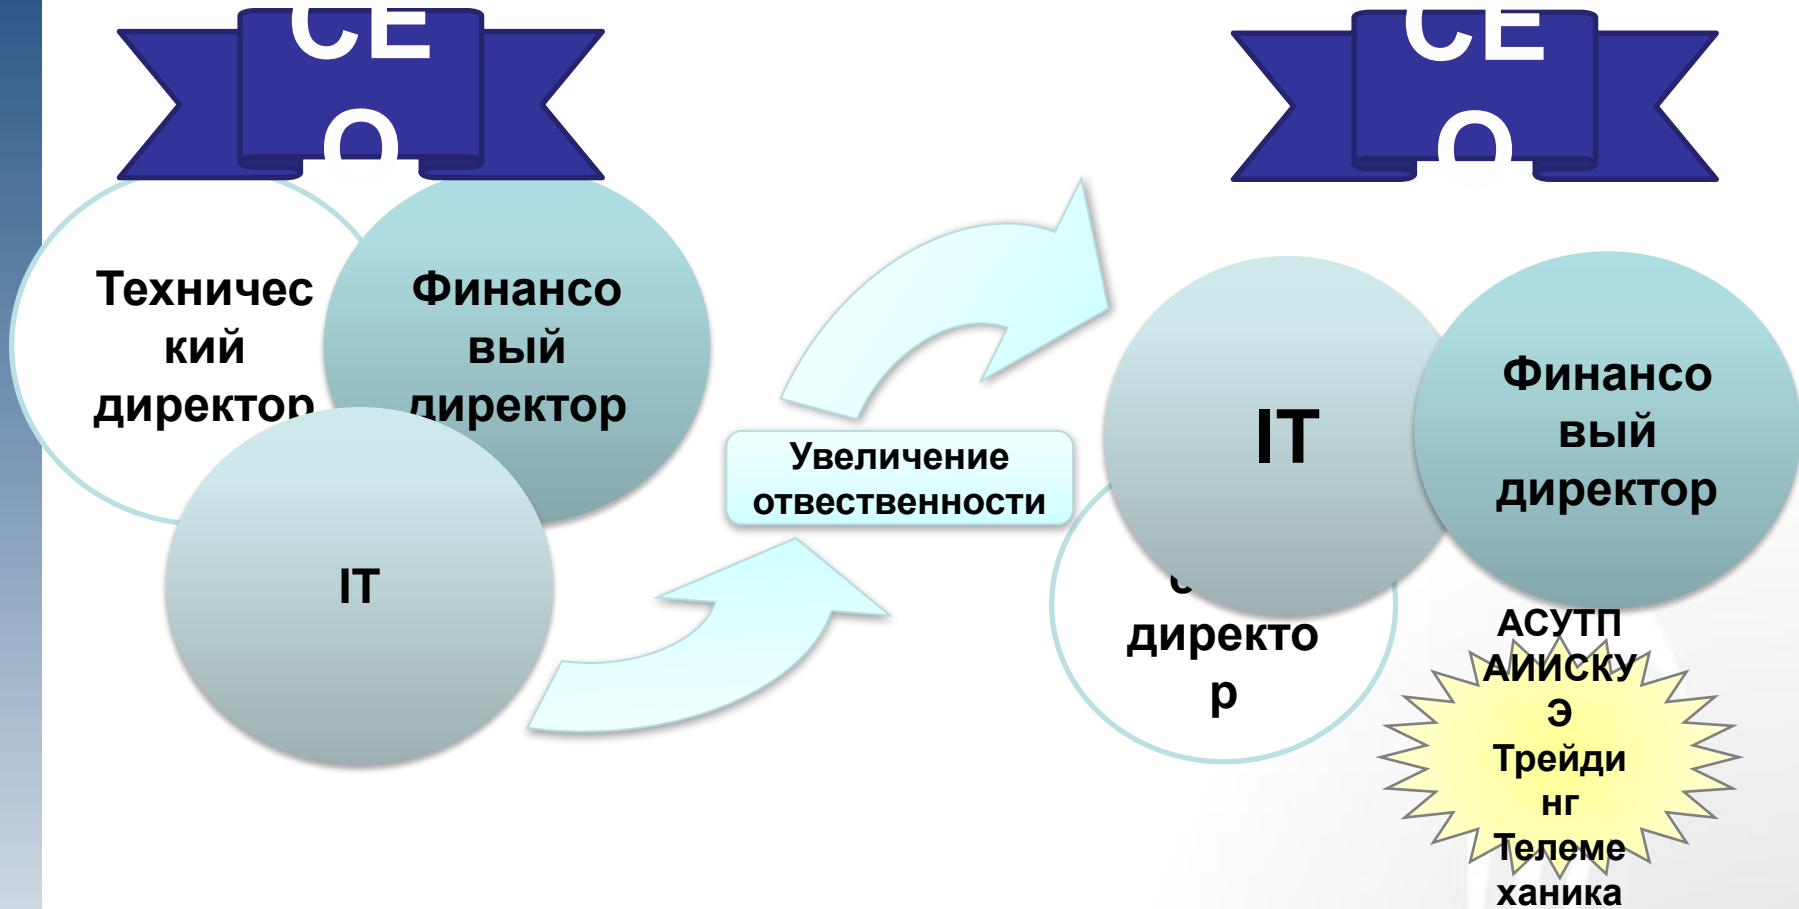 CE
O
Техничес
кий
директор
Финансо
вый
директор
IT
Увеличение
отвественности
CE
O
IT
Финансо
вый
директор
директо
р
АСУТП
АИИСКУ
Э
Трейди
нг
Телеме
ханика